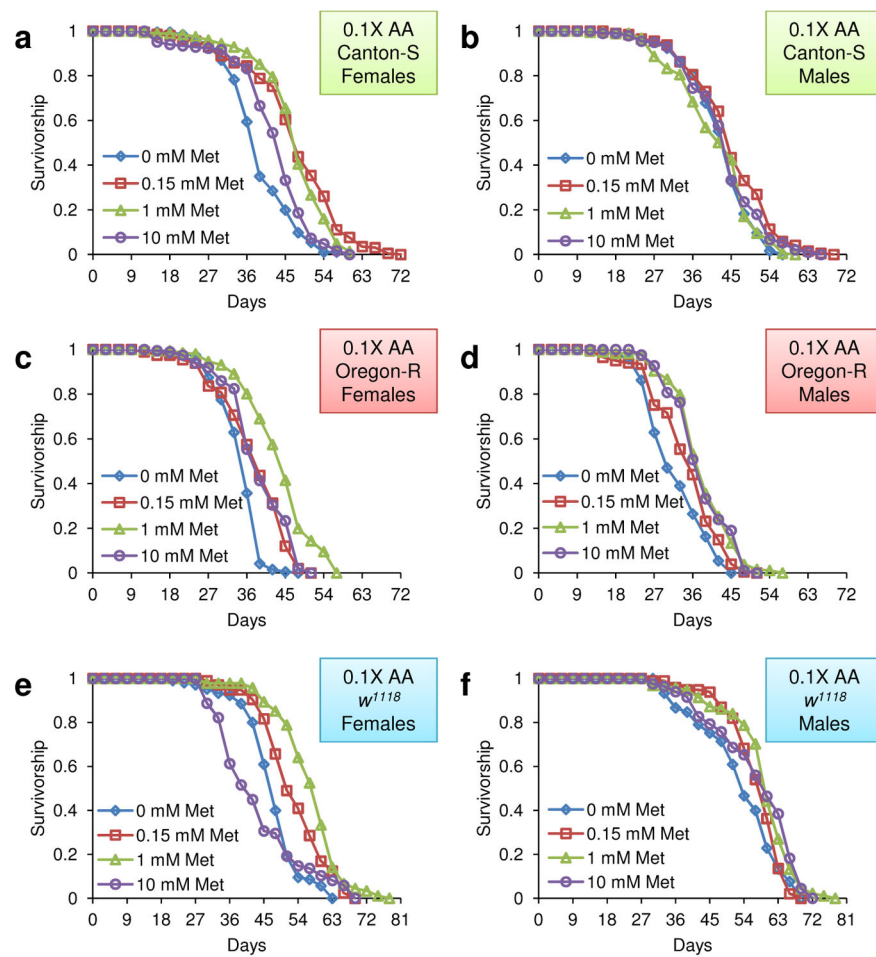 a
0.1X AA
Canton-S
Females
Survivorship
1
0.8
0.6
0.4
0.2
0
0 mM Met
0.15 mM Met
1 mM Met
10 mM Met
0 9 18 27 36 45 54 63 72
Days
b
0.1X AA
Canton-S
Males
Survivorship
1
0.8
0.6
0.4
0.2
0
0 mM Met
0.15 mM Met
1 mM Met
10 mM Met
0 9 18 27 36 45 54 63 72
Days
c
0.1X AA
Oregon-R
Females
Survivorship
1
0.8
0.6
0.4
0.2
0
0 mM Met
0.15 mM Met
1 mM Met
10 mM Met
0 9 18 27 36 45 54 63 72
Days
d
0.1X AA
Oregon-R
Males
Survivorship
1
0.8
0.6
0.4
0.2
0
0 mM Met
0.15 mM Met
1 mM Met
10 mM Met
0 9 18 27 36 45 54 63 72
Days
e
0.1X AA
w¹¹¹⁸
Females
Survivorship
1
0.8
0.6
0.4
0.2
0
0 mM Met
0.15 mM Met
1 mM Met
10 mM Met
0 9 18 27 36 45 54 63 72 81
Days
f
0.1X AA
w¹¹¹⁸
Males
Survivorship
1
0.8
0.6
0.4
0.2
0
0 mM Met
0.15 mM Met
1 mM Met
10 mM Met
0 9 18 27 36 45 54 63 72 81
Days